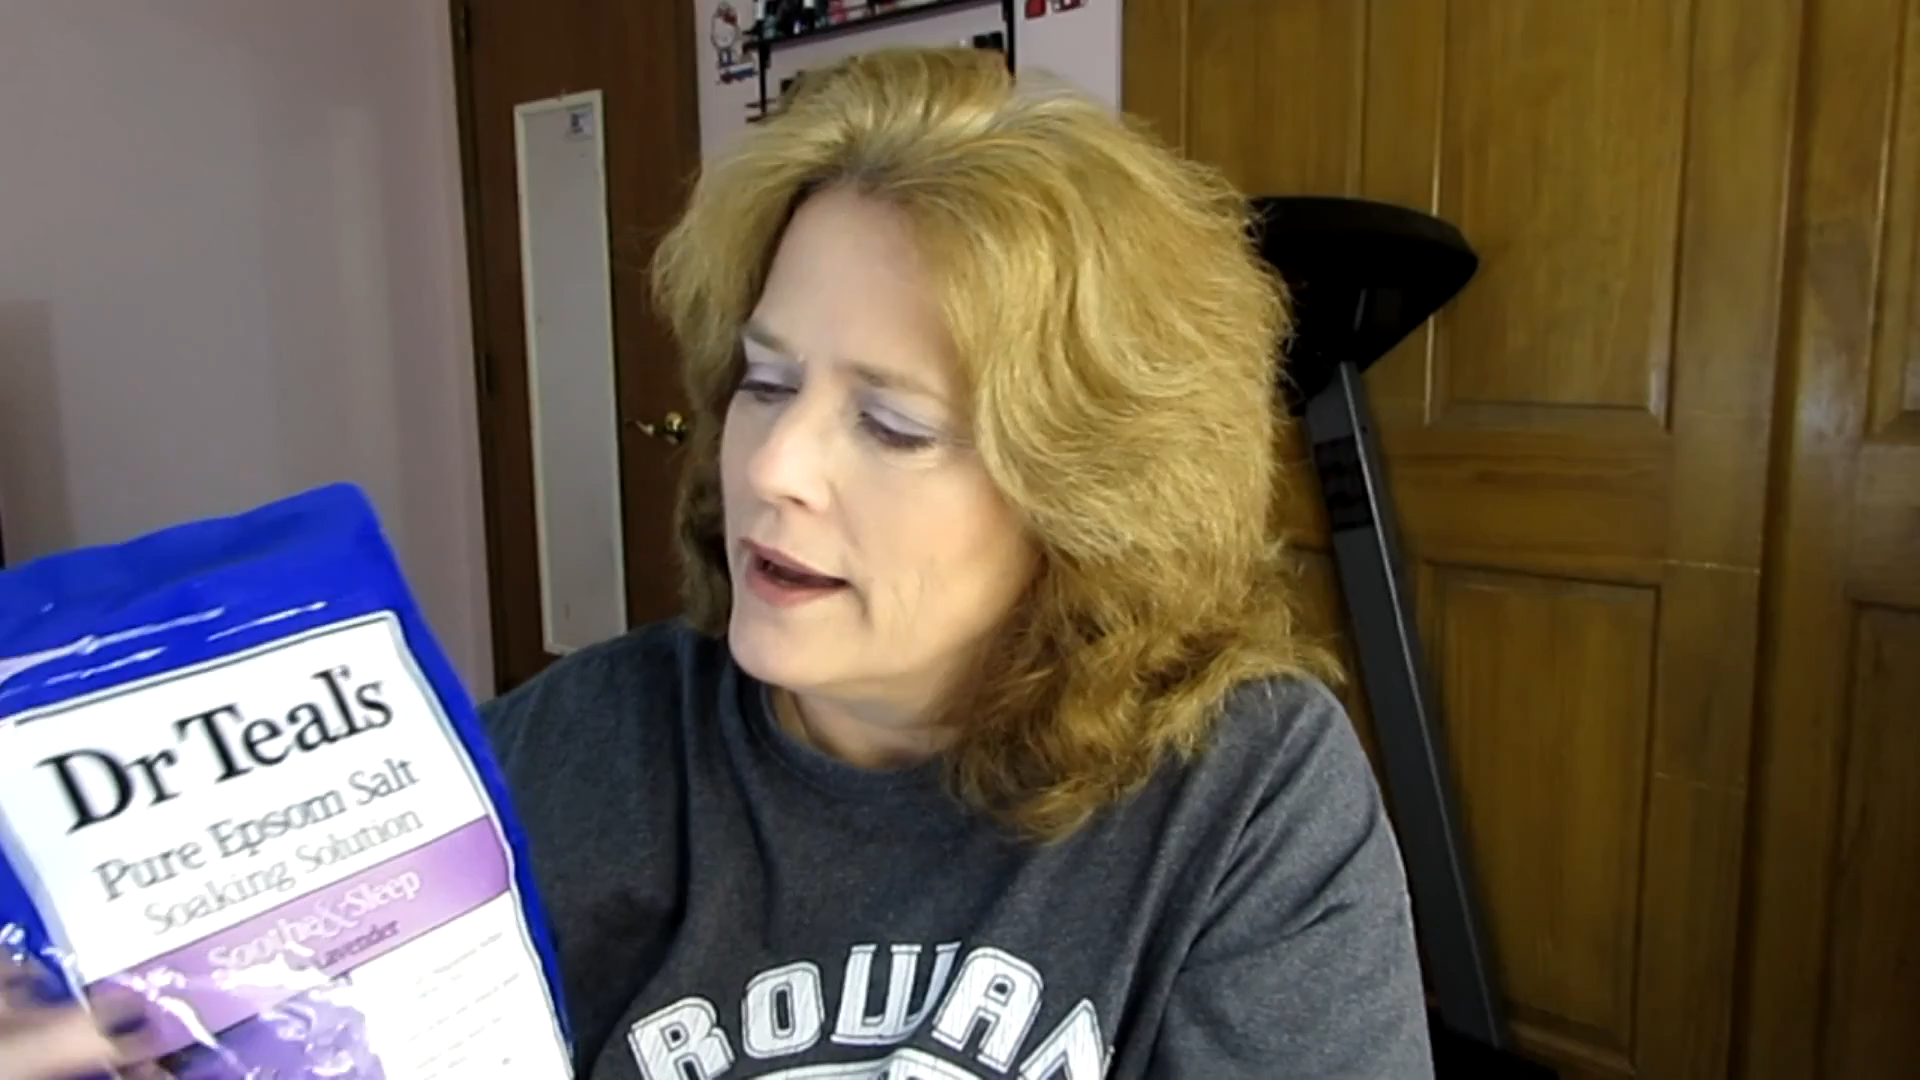 Dr Teal's
Pure Epsom Salt
Soaking Solution
Soothe & Sleep
Lavender
ROWAN